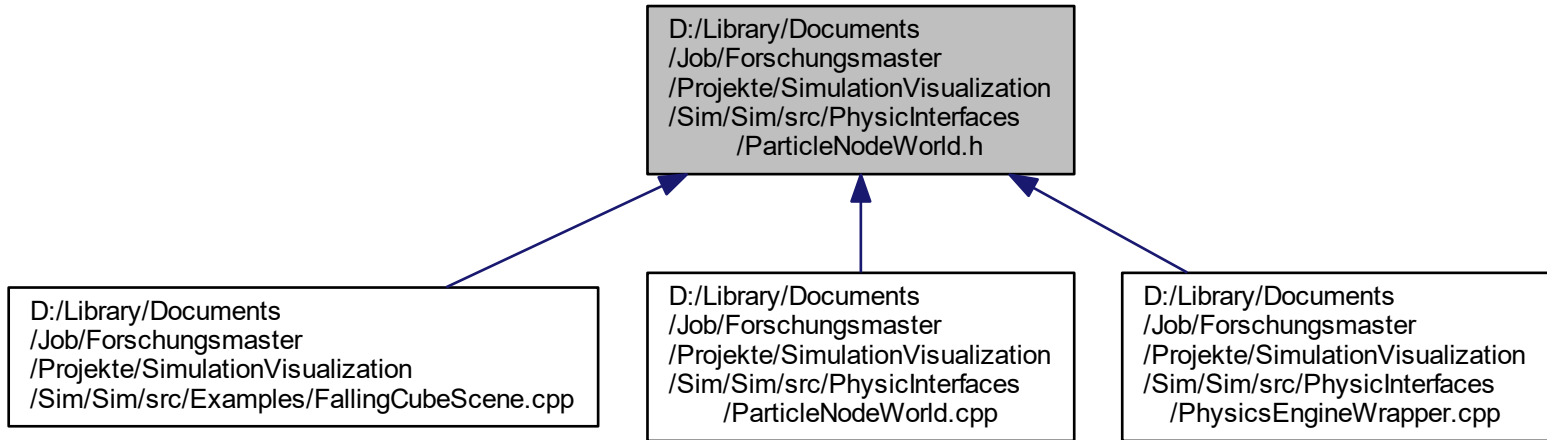 D:/Library/Documents
/Job/Forschungsmaster
/Projekte/SimulationVisualization
/Sim/Sim/src/PhysicInterfaces
/ParticleNodeWorld.h
D:/Library/Documents
/Job/Forschungsmaster
/Projekte/SimulationVisualization
/Sim/Sim/src/Examples/FallingCubeScene.cpp
D:/Library/Documents
/Job/Forschungsmaster
/Projekte/SimulationVisualization
/Sim/Sim/src/PhysicInterfaces
/ParticleNodeWorld.cpp
D:/Library/Documents
/Job/Forschungsmaster
/Projekte/SimulationVisualization
/Sim/Sim/src/PhysicInterfaces
/PhysicsEngineWrapper.cpp